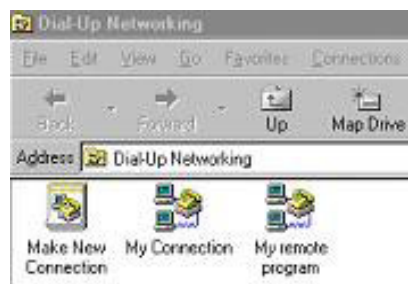 Dial-Up Networking
File Edit View Go Favorites Connections
Back Forward Up Map Drive
Address Dial-Up Networking
Make New Connection
My Connection
My remote program